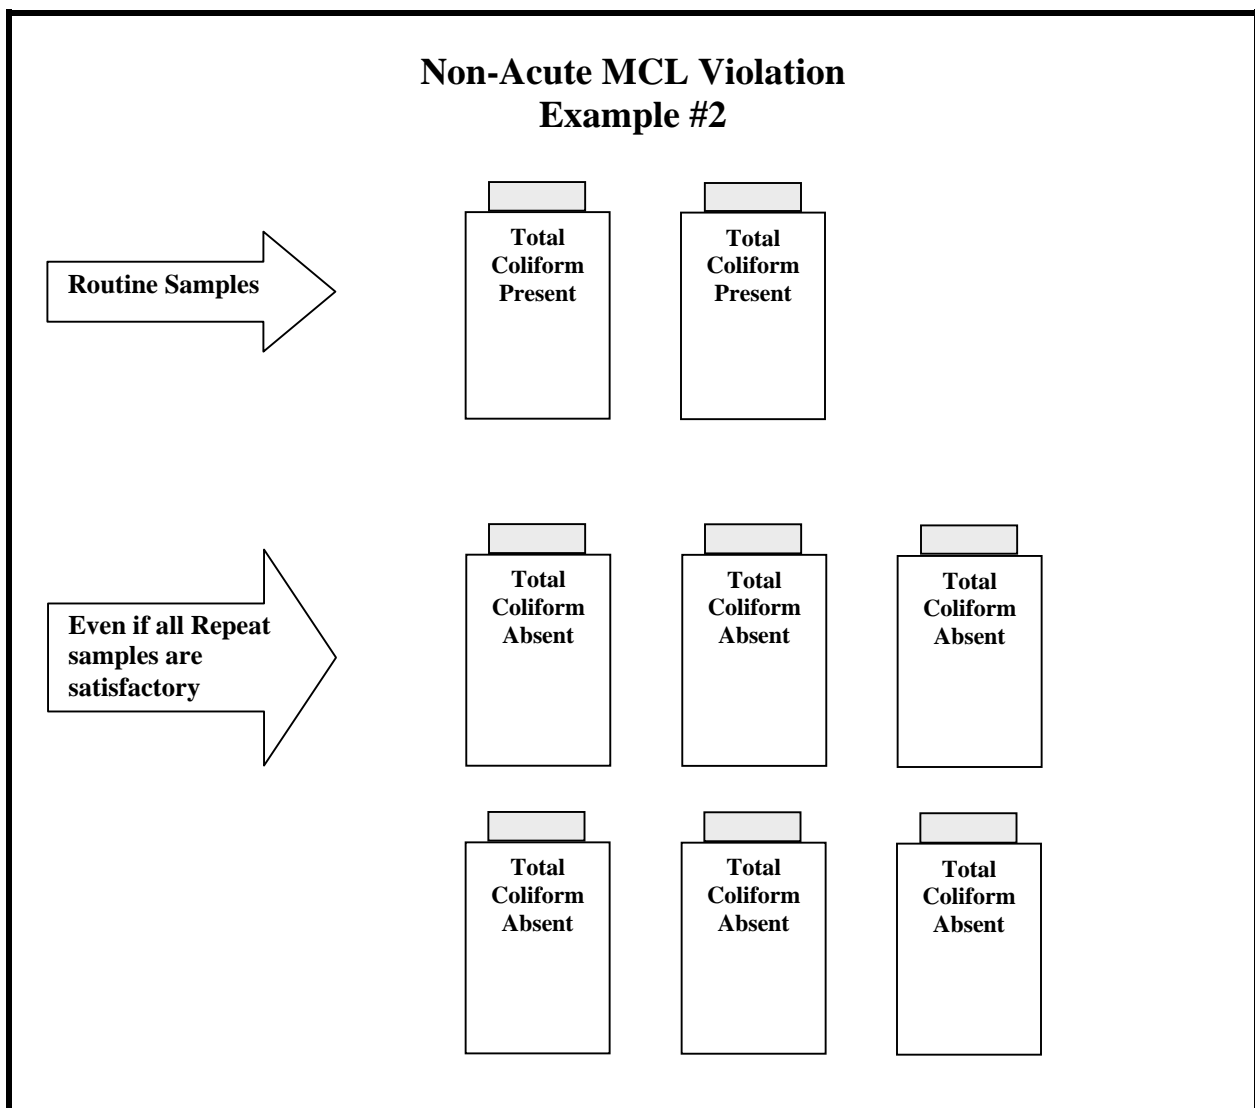 Non-Acute MCL Violation
Example #2
Routine Samples
Total
Coliform
Present
Total
Coliform
Present
Even if all Repeat
samples are
satisfactory
Total
Coliform
Absent
Total
Coliform
Absent
Total
Coliform
Absent
Total
Coliform
Absent
Total
Coliform
Absent
Total
Coliform
Absent